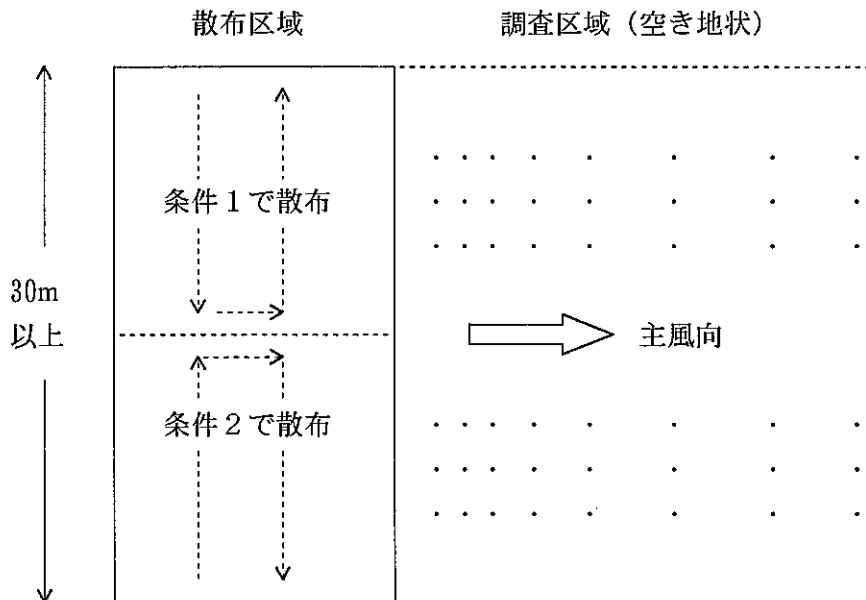 散布区域
調査区域（空き地状）
条件１で散布
30m
以上
主風向
条件２で散布